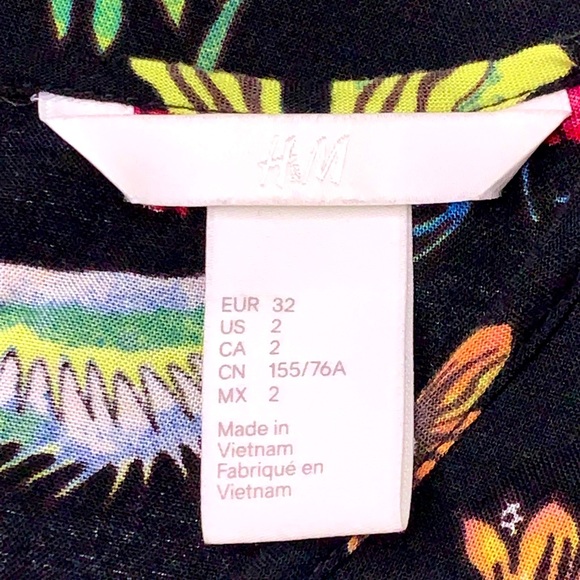 H&M
EUR 32
US 2
CA 2
CN 155/76A
MX 2
Made in
Vietnam
Fabriqué en
Vietnam